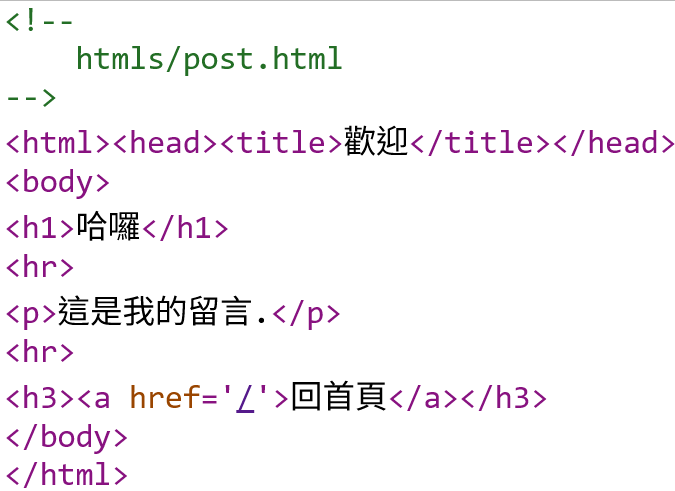 <!--
    htmls/post.html
-->
<html><head><title>歡迎</title></head>
<body>
<h1>哈囉</h1>
<hr>
<p>這是我的留言.</p>
<hr>
<h3><a href='/'>回首頁</a></h3>
</body>
</html>